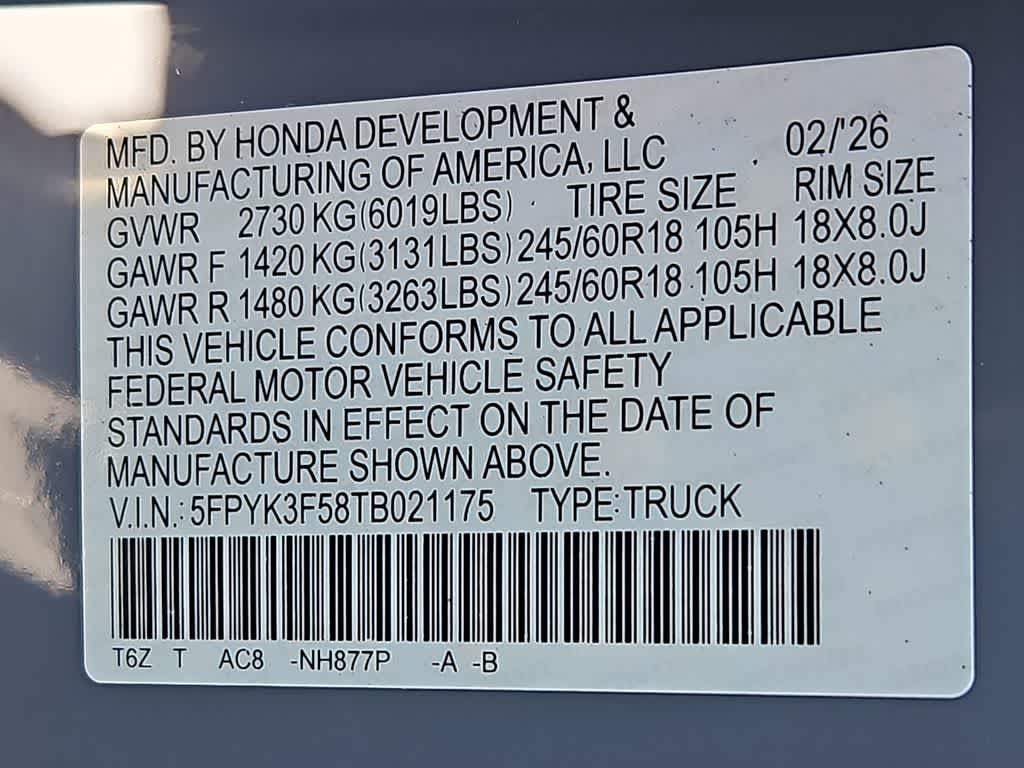 MFD. BY HONDA DEVELOPMENT &
MANUFACTURING OF AMERICA, LLC 02/'26
GVWR 2730 KG(6019LBS) TIRE SIZE RIM SIZE
GAWR F 1420 KG(3131LBS) 245/60R18 105H 18X8.0J
GAWR R 1480 KG(3263LBS) 245/60R18 105H 18X8.0J
THIS VEHICLE CONFORMS TO ALL APPLICABLE
FEDERAL MOTOR VEHICLE SAFETY
STANDARDS IN EFFECT ON THE DATE OF
MANUFACTURE SHOWN ABOVE.
V.I.N.: 5FPYK3F58TB021175 TYPE: TRUCK
T6Z T AC8 -NH877P -A -B